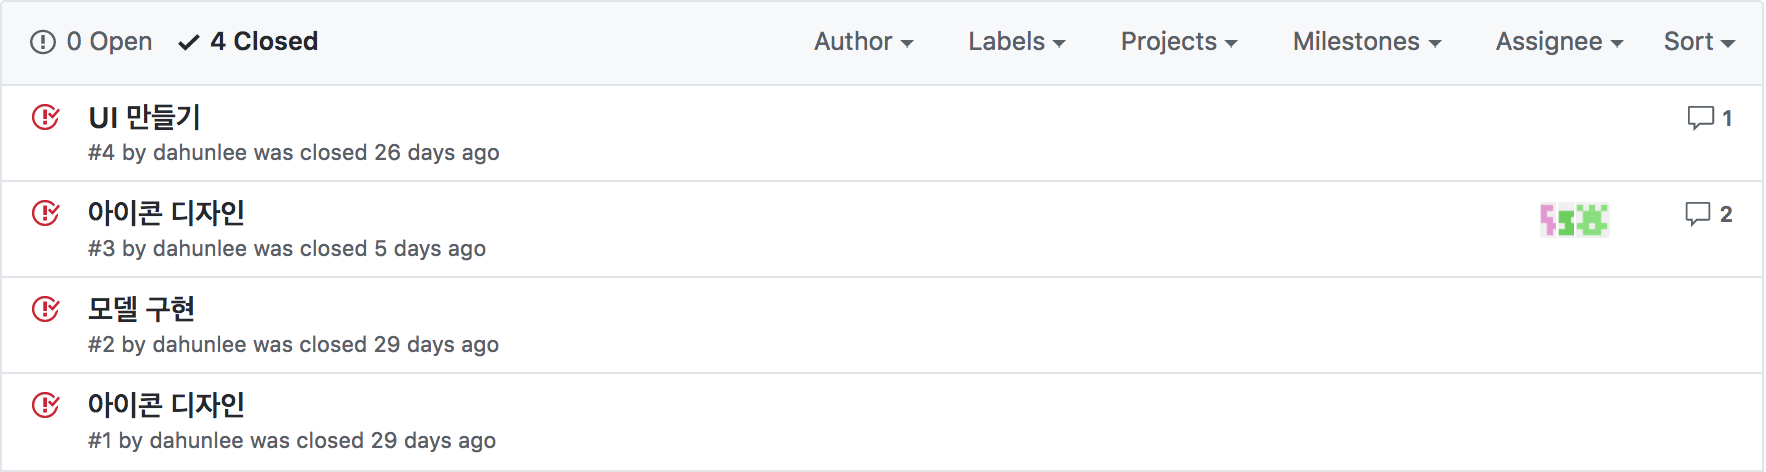 0 Open 4 Closed Author Labels Projects Milestones Assignee Sort
UI 만들기 1
#4 by dahunlee was closed 26 days ago
아이콘 디자인 2
#3 by dahunlee was closed 5 days ago
모델 구현
#2 by dahunlee was closed 29 days ago
아이콘 디자인
#1 by dahunlee was closed 29 days ago